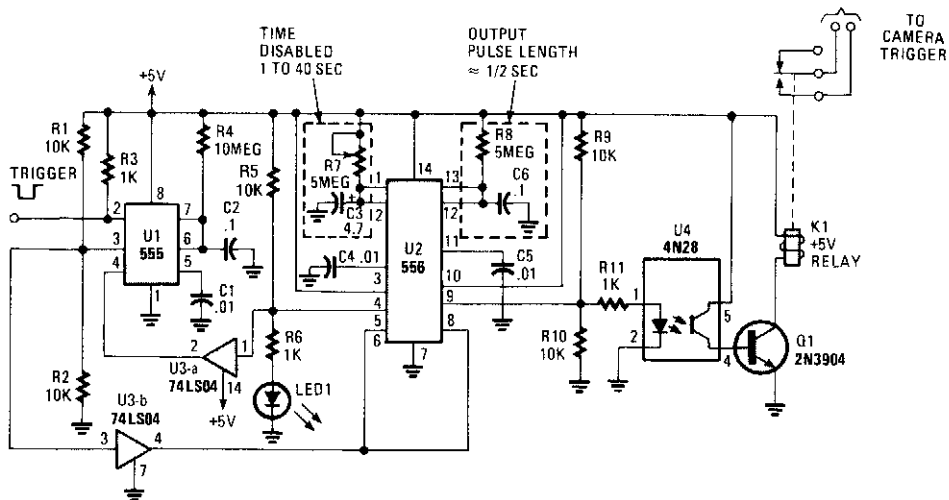 TIME
DISABLED
1 TO 40 SEC
OUTPUT
PULSE LENGTH
≈ 1/2 SEC
TO
CAMERA
TRIGGER
+5V
R1
10K
R3
1K
R4
10MEG
R5
10K
R7
5MEG
C3
4.7
R8
5MEG
C6
.1
R9
10K
TRIGGER
8
2
7
3
6
4
5
1
U1
555
C2
.1
C1
.01
14
1
2
3
4
5
6
7
13
12
11
10
9
8
U2
556
C4 .01
C5
.01
R11
1K
U4
4N28
1
2
5
4
K1
+5V
RELAY
R2
10K
2
1
U3-a
74LS04
14
+5V
R6
1K
LED1
R10
10K
Q1
2N3904
U3-b
74LS04
3
4
7